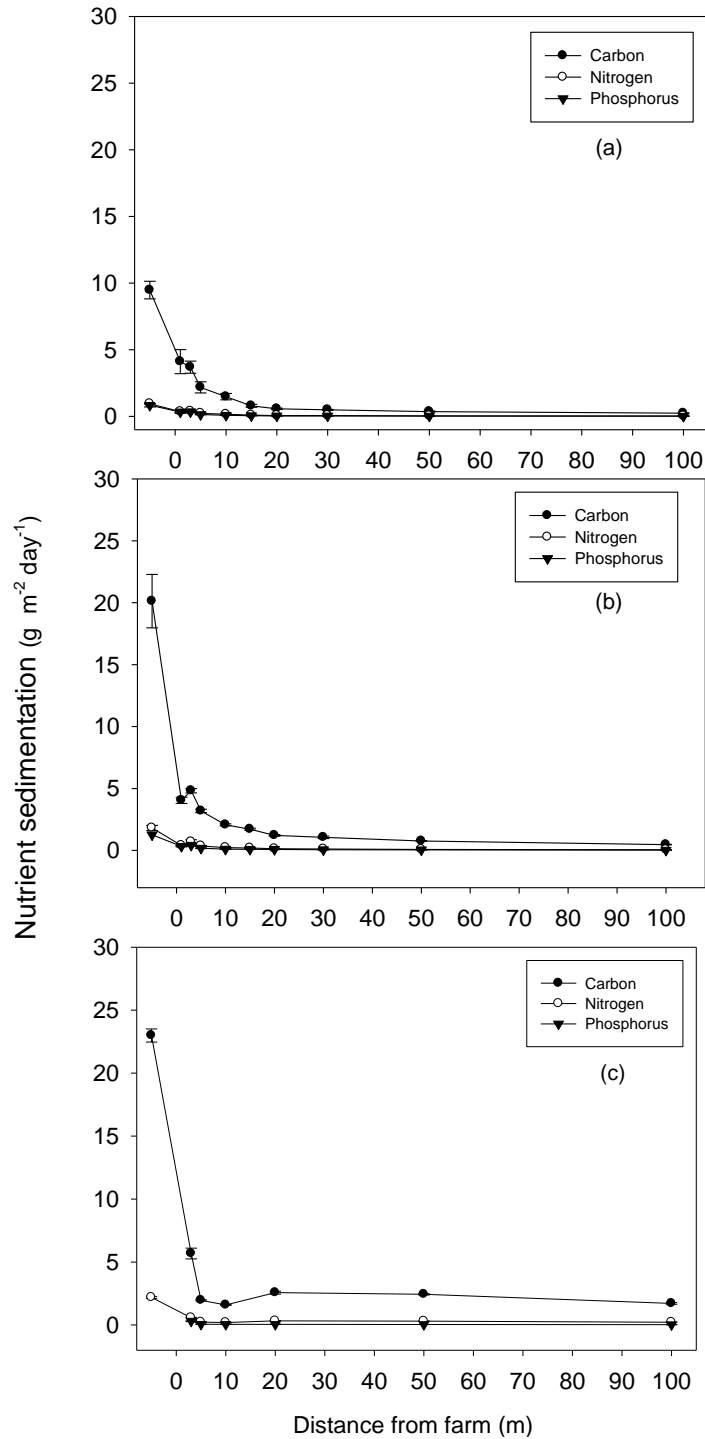 30
25
20
15
10
5
0
Carbon
Nitrogen
Phosphorus
(a)
0 10 20 30 40 50 60 70 80 90 100
30
25
20
15
10
5
0
Carbon
Nitrogen
Phosphorus
(b)
0 10 20 30 40 50 60 70 80 90 100
Nutrient sedimentation (g m-2 day-1)
30
25
20
15
10
5
0
Carbon
Nitrogen
Phosphorus
(c)
0 10 20 30 40 50 60 70 80 90 100
Distance from farm (m)